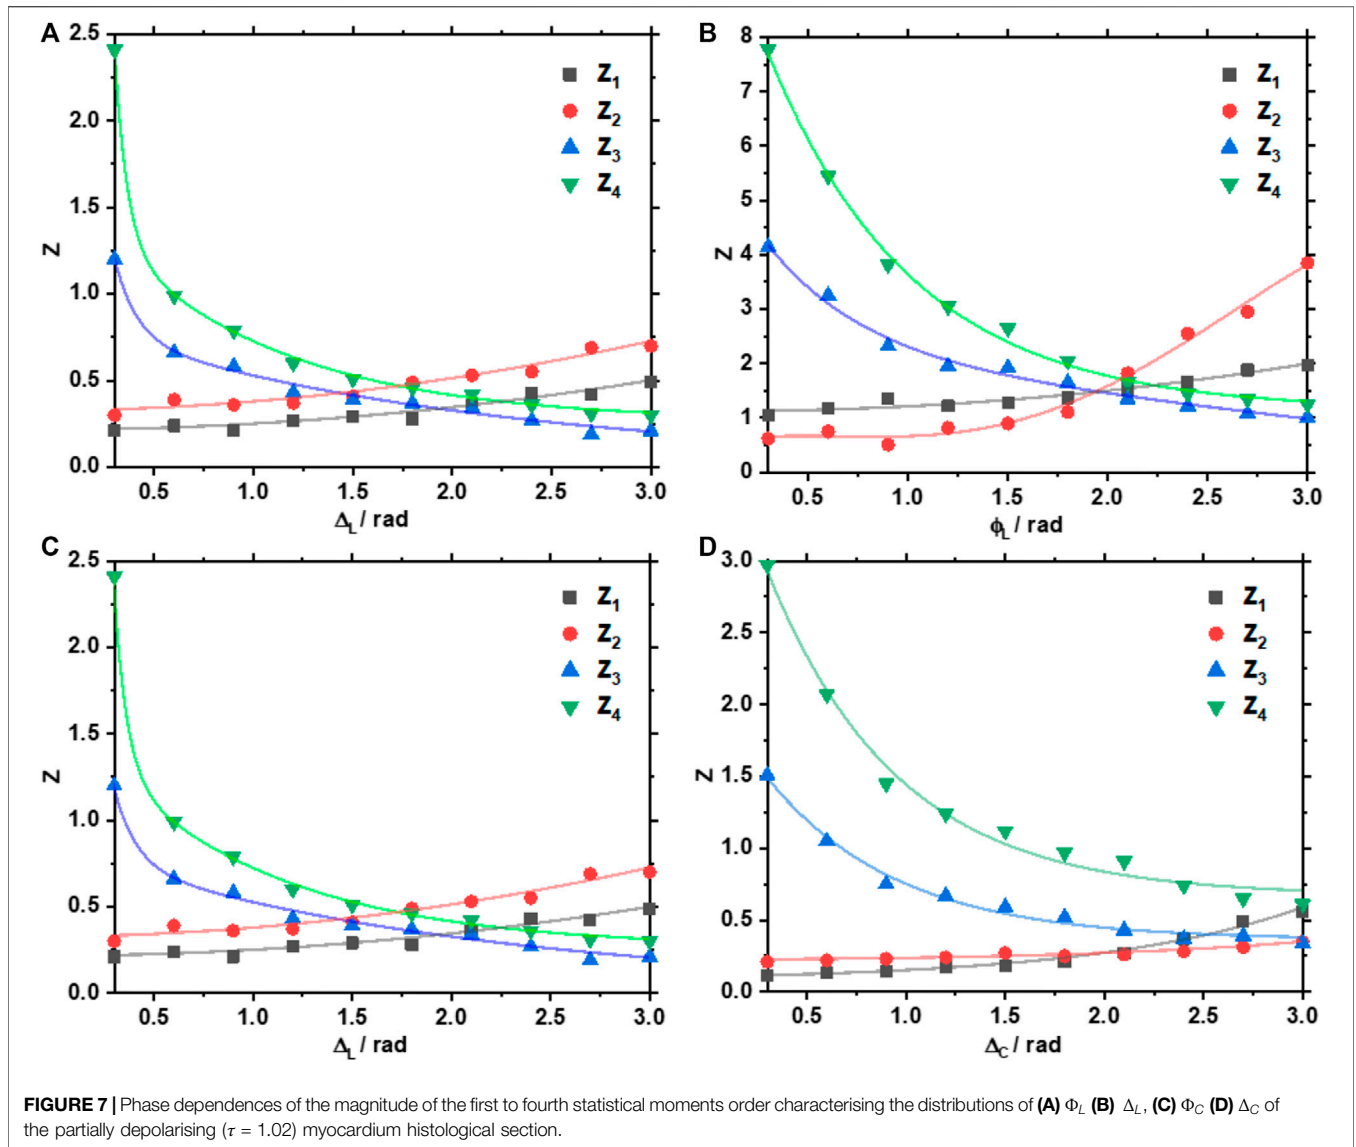 A
2.5
2.0
1.5
1.0
0.5
0.0
Z
Z1
Z2
Z3
Z4
0.5 1.0 1.5 2.0 2.5 3.0
ΔL / rad
B
8
7
6
5
4
3
2
1
0
Z
Z1
Z2
Z3
Z4
0.5 1.0 1.5 2.0 2.5 3.0
ϕL / rad
C
2.5
2.0
1.5
1.0
0.5
0.0
Z
Z1
Z2
Z3
Z4
0.5 1.0 1.5 2.0 2.5 3.0
ΔL / rad
D
3.0
2.5
2.0
1.5
1.0
0.5
0.0
Z
Z1
Z2
Z3
Z4
0.5 1.0 1.5 2.0 2.5 3.0
ΔC / rad
FIGURE 7 | Phase dependences of the magnitude of the first to fourth statistical moments order characterising the distributions of (A) ΦL (B) ΔL, (C) ΦC (D) ΔC of
the partially depolarising (τ = 1.02) myocardium histological section.